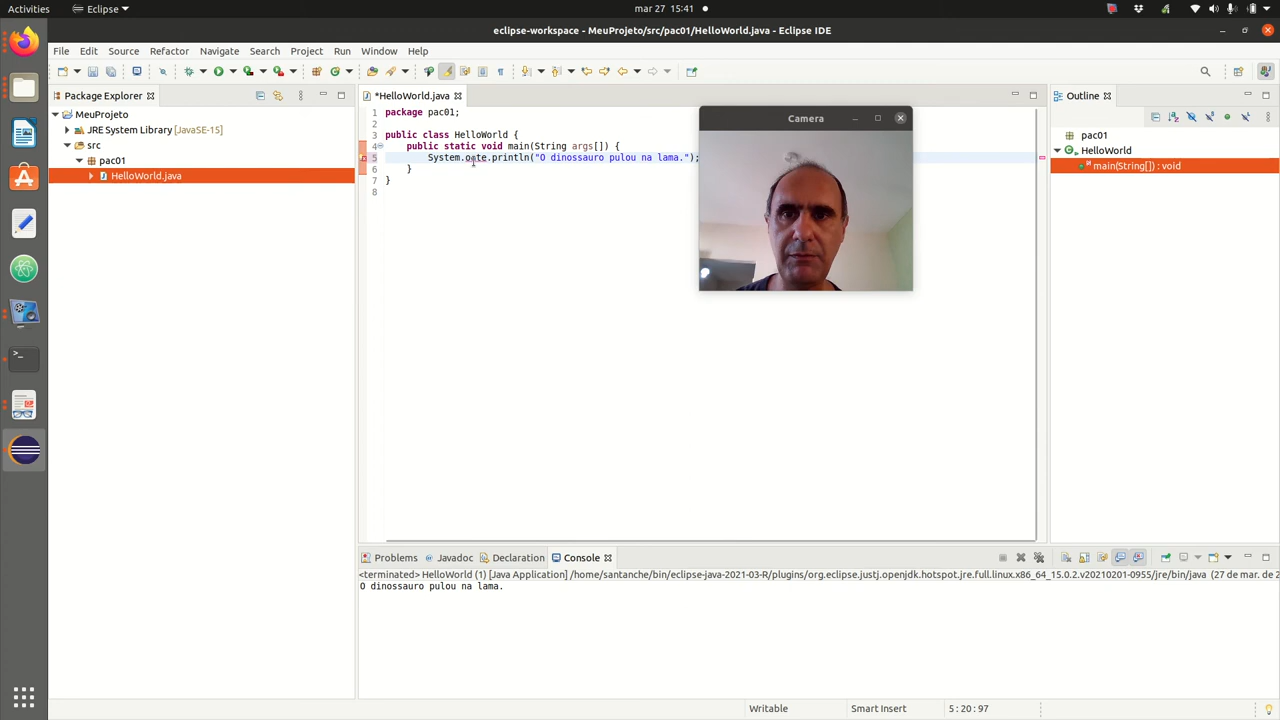 Activities
Eclipse
mar 27 15:41
eclipse-workspace - MeuProjeto/src/pac01/HelloWorld.java - Eclipse IDE
File Edit Source Refactor Navigate Search Project Run Window Help
Package Explorer
*HelloWorld.java
Outline
MeuProjeto
JRE System Library [JavaSE-15]
src
pac01
HelloWorld.java
1 package pac01;
2
3 public class HelloWorld {
4 public static void main(String args[]) {
5 System.oute.println("O dinossauro pulou na lama.");
6 }
7 }
8
Camera
pac01
HelloWorld
main(String[]) : void
Problems Javadoc Declaration Console
<terminated> HelloWorld (1) [Java Application] /home/santanche/bin/eclipse-java-2021-03-R/plugins/org.eclipse.justj.openjdk.hotspot.jre.full.linux.x86_64_15.0.2.v20210201-0955/jre/bin/java (27 de mar. de 2
O dinossauro pulou na lama.
Writable
Smart Insert
5 : 20 : 97